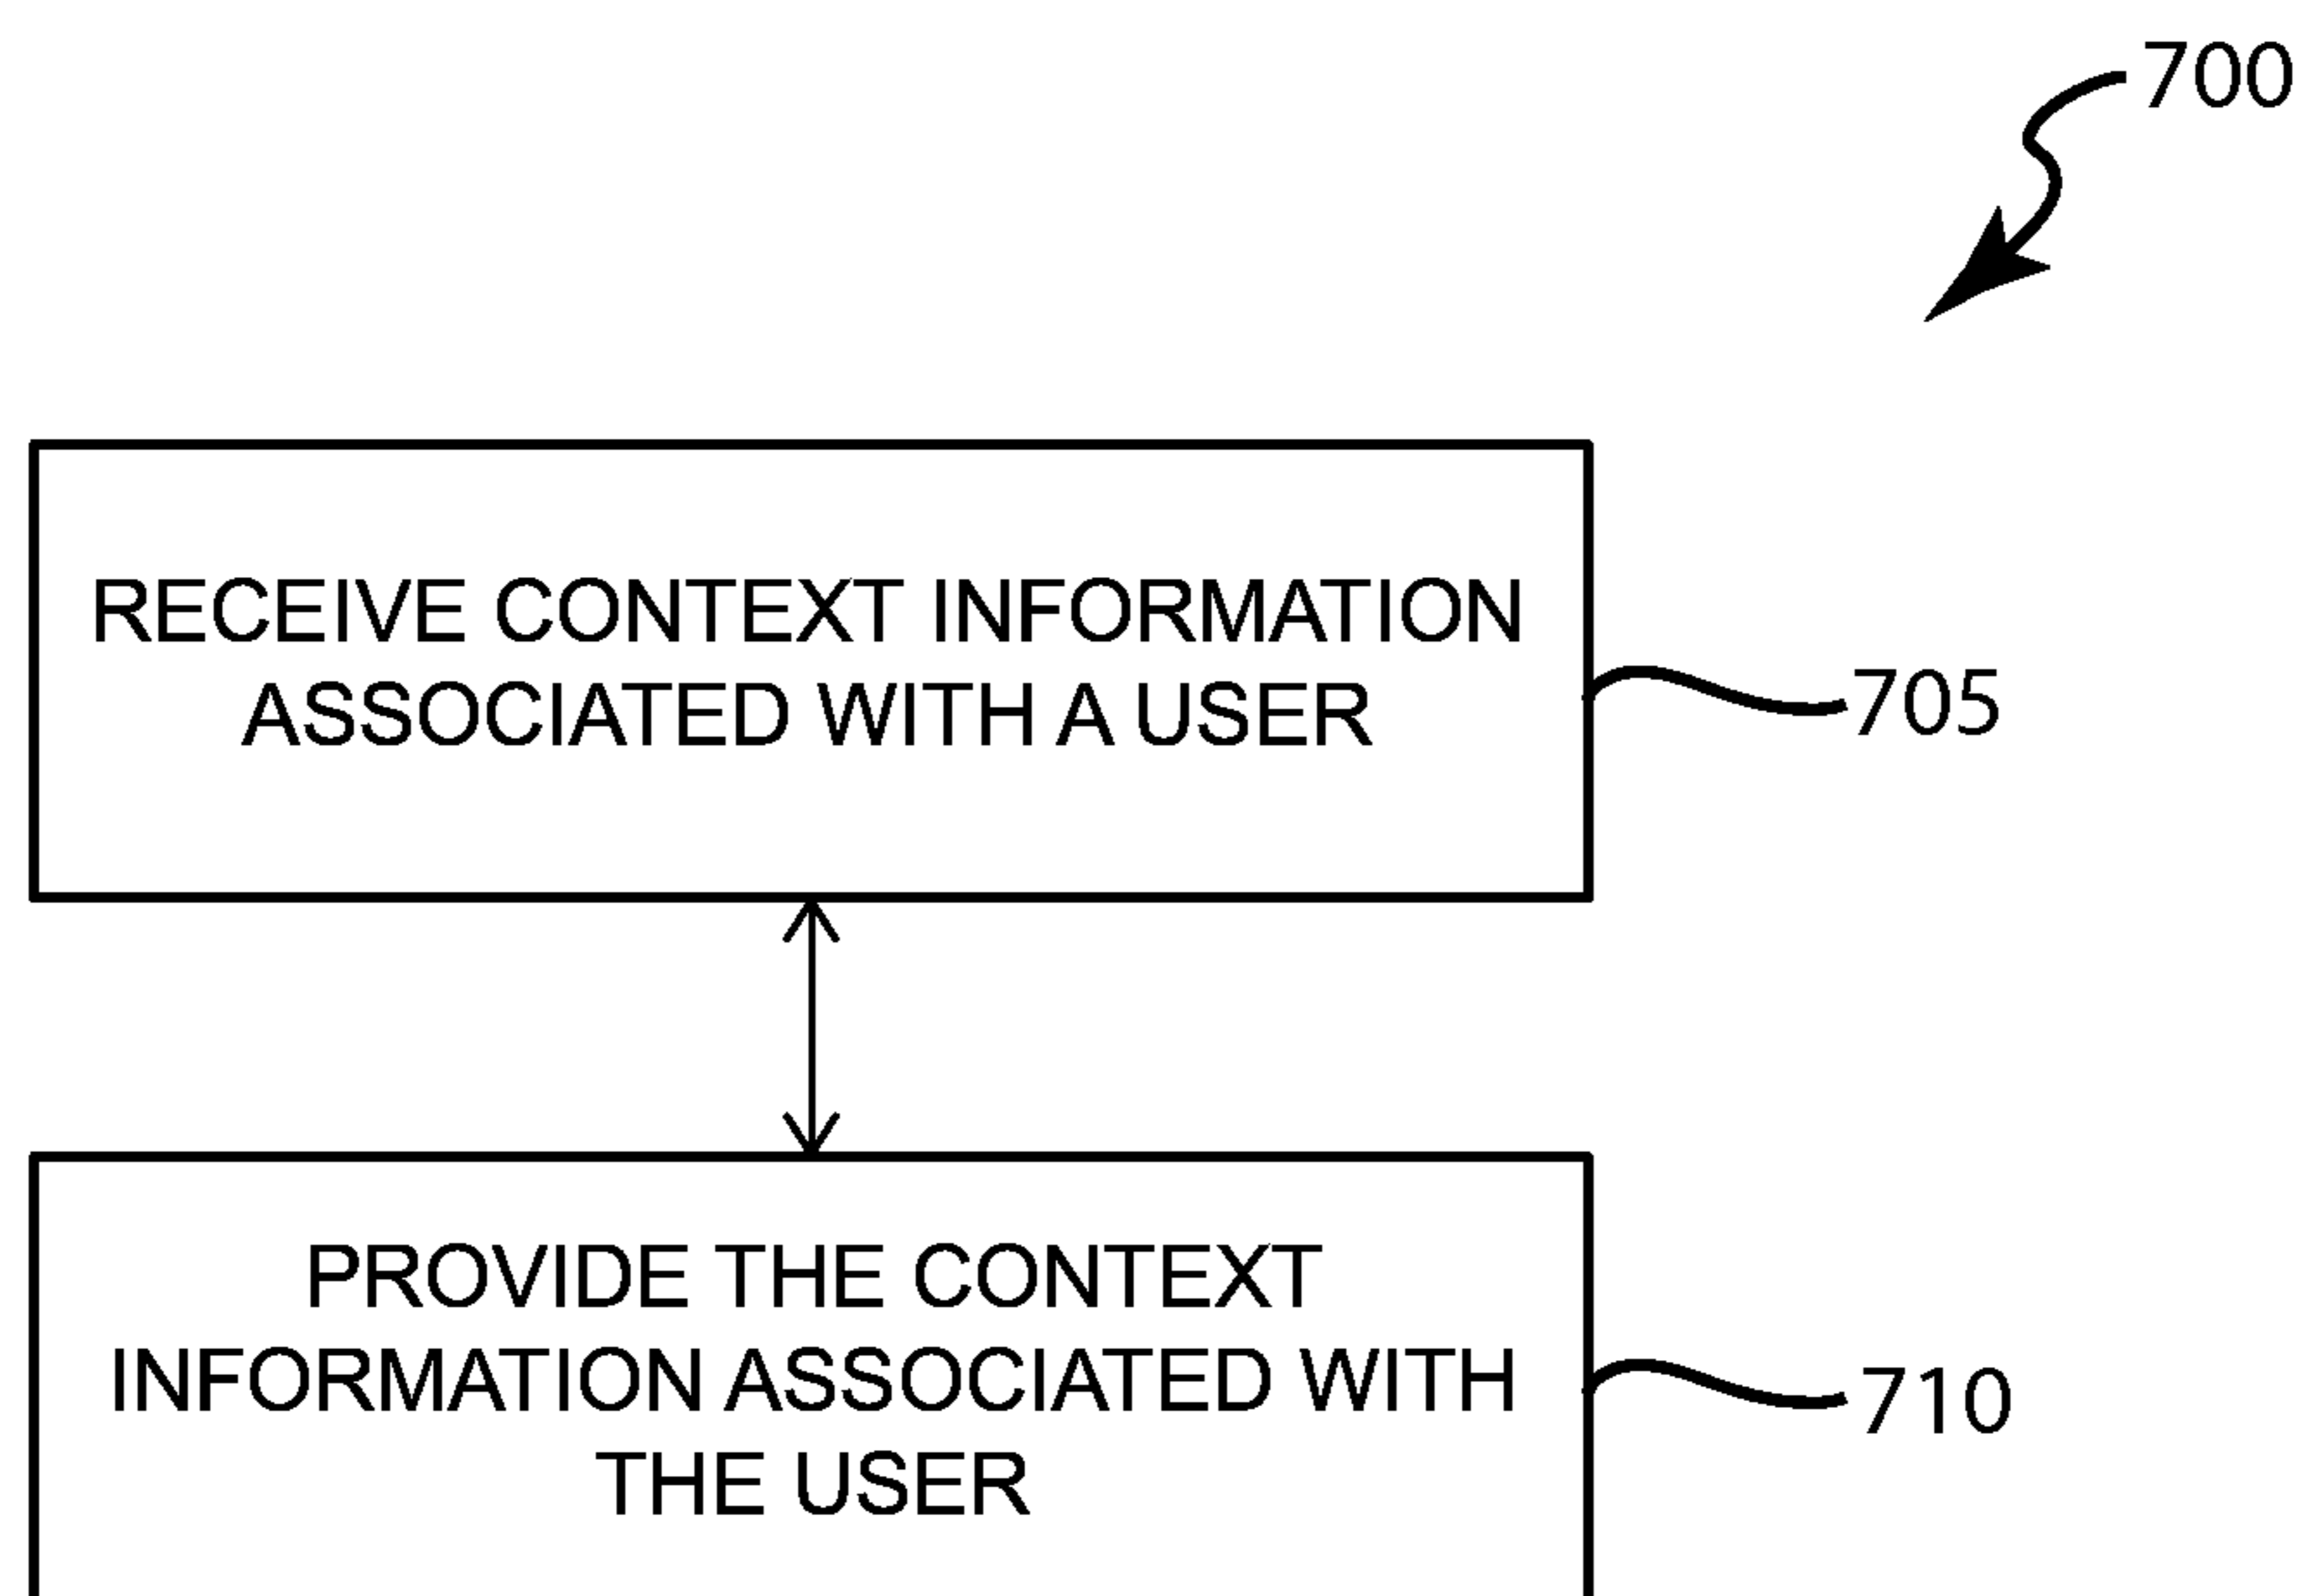 700
RECEIVE CONTEXT INFORMATION
ASSOCIATED WITH A USER
705
PROVIDE THE CONTEXT
INFORMATION ASSOCIATED WITH
THE USER
710